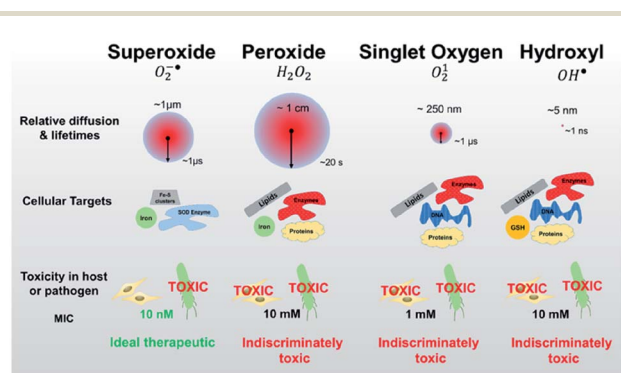 Superoxide Peroxide Singlet Oxygen Hydroxyl
O₂⁻• H₂O₂ O₂¹ OH•
Relative diffusion
& lifetimes
~1μm
~1μs
~ 1 cm
~20 s
~ 250 nm
~1 μs
~5 nm
~1 ns
Cellular Targets
Fe-S
clusters
Iron
SOD Enzyme
Lipids
Enzymes
Iron
Proteins
Lipids
Enzymes
DNA
Proteins
Lipids
Enzymes
DNA
GSH
Proteins
Toxicity in host
or pathogen
TOXIC
TOXIC TOXIC
TOXIC TOXIC
TOXIC TOXIC
MIC
10 nM 10 mM 1 mM 10 mM
Ideal therapeutic
Indiscriminately
toxic
Indiscriminately
toxic
Indiscriminately
toxic